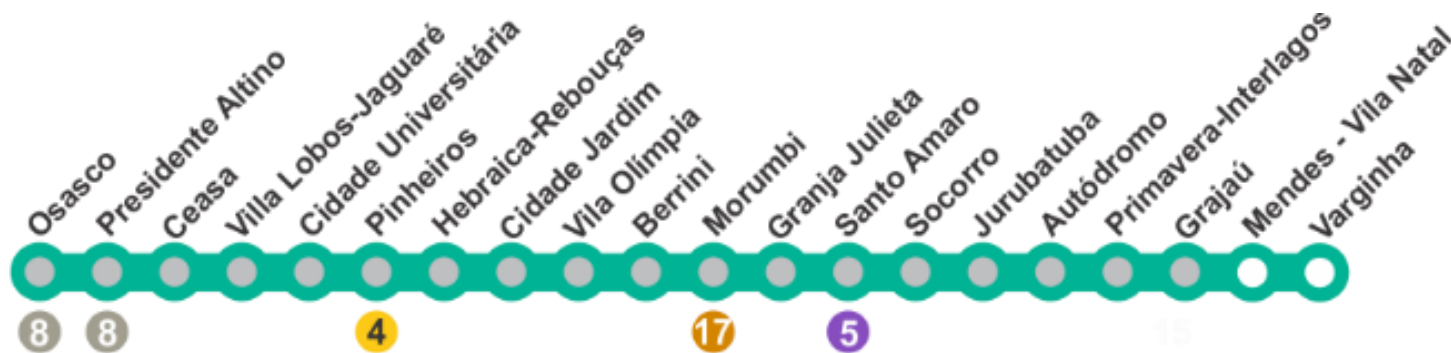 Osasco
Presidente Altino
Ceasa
Villa Lobos-Jaguaré
Cidade Universitária
Pinheiros
Hebraica-Rebouças
Cidade Jardim
Vila Olímpia
Berrini
Morumbi
Granja Julieta
Santo Amaro
Socorro
Jurubatuba
Autódromo
Primavera-Interlagos
Grajaú
Mendes - Vila Natal
Varginha
8
8
4
17
5
15